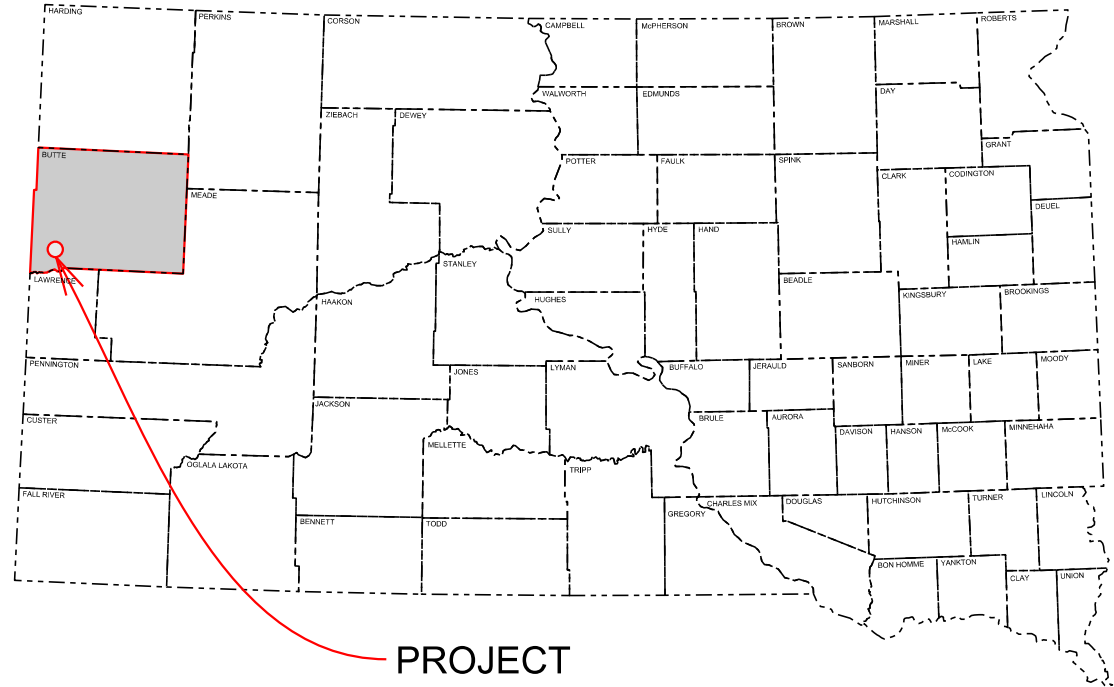 HARDING
PERKINS
CORSON
CAMPBELL
McPHERSON
BROWN
MARSHALL
ROBERTS
WALWORTH
EDMUNDS
DAY
ZIEBACH
DEWEY
GRANT
BUTTE
POTTER
FAULK
SPINK
CLARK
CODINGTON
MEADE
DEUEL
SULLY
HYDE
HAND
HAMLIN
STANLEY
LAWRENCE
BEADLE
HAAKON
HUGHES
KINGSBURY
BROOKINGS
PENNINGTON
JONES
LYMAN
BUFFALO
JERAULD
SANBORN
MINER
LAKE
MOODY
JACKSON
CUSTER
BRULE
AURORA
DAVISON
HANSON
McCOOK
MINNEHAHA
MELLETTE
OGLALA LAKOTA
TRIPP
FALL RIVER
GREGORY
CHARLES MIX
DOUGLAS
HUTCHINSON
TURNER
LINCOLN
BENNETT
TODD
BON HOMME
YANKTON
CLAY
UNION
PROJECT